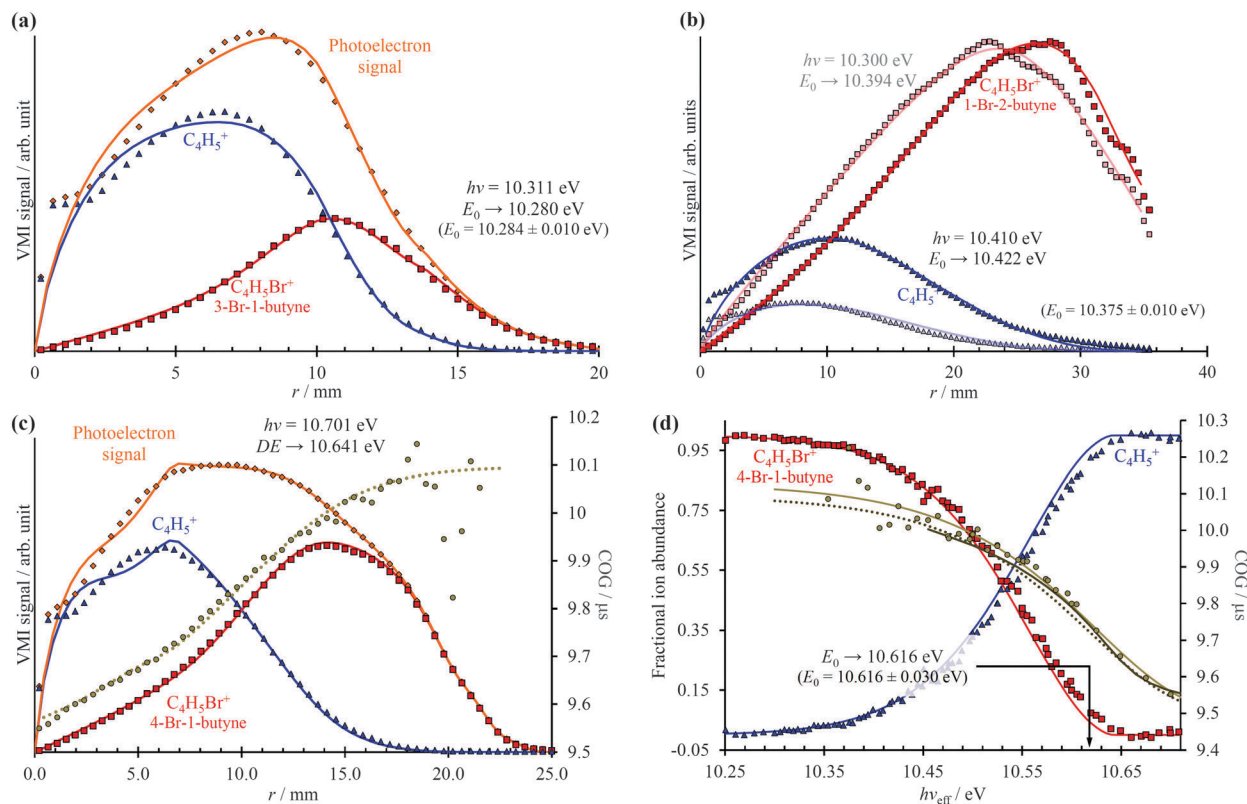 (a)
Photoelectron
signal
C₄H₅⁺
hν = 10.311 eV
E₀ → 10.280 eV
(E₀ = 10.284 ± 0.010 eV)
C₄H₅Br⁺
3-Br-1-butyne
VMI signal / arb. unit
0 5 10 15 20
r / mm
(b)
hν = 10.300 eV
E₀ → 10.394 eV
C₄H₅Br⁺
1-Br-2-butyne
hν = 10.410 eV
E₀ → 10.422 eV
C₄H₅⁺
(E₀ = 10.375 ± 0.010 eV)
VMI signal / arb. units
0 10 20 30 40
r / mm
(c)
Photoelectron
signal
hν = 10.701 eV
DE → 10.641 eV
C₄H₅⁺
C₄H₅Br⁺
4-Br-1-butyne
VMI signal / arb. unit
10.2
10.1
10
9.9
9.8
9.7
9.6
9.5
COG / µs
0.0 5.0 10.0 15.0 20.0 25.0
r / mm
(d)
C₄H₅Br⁺
4-Br-1-butyne
C₄H₅⁺
E₀ → 10.616 eV
(E₀ = 10.616 ± 0.030 eV)
Fractional ion abundance
0.95
0.75
0.55
0.35
0.15
-0.05
10.3
10.2
10.1
10.0
9.9
9.8
9.7
9.6
9.5
9.4
COG / µs
10.25 10.35 10.45 10.55 10.65
hν_eff / eV